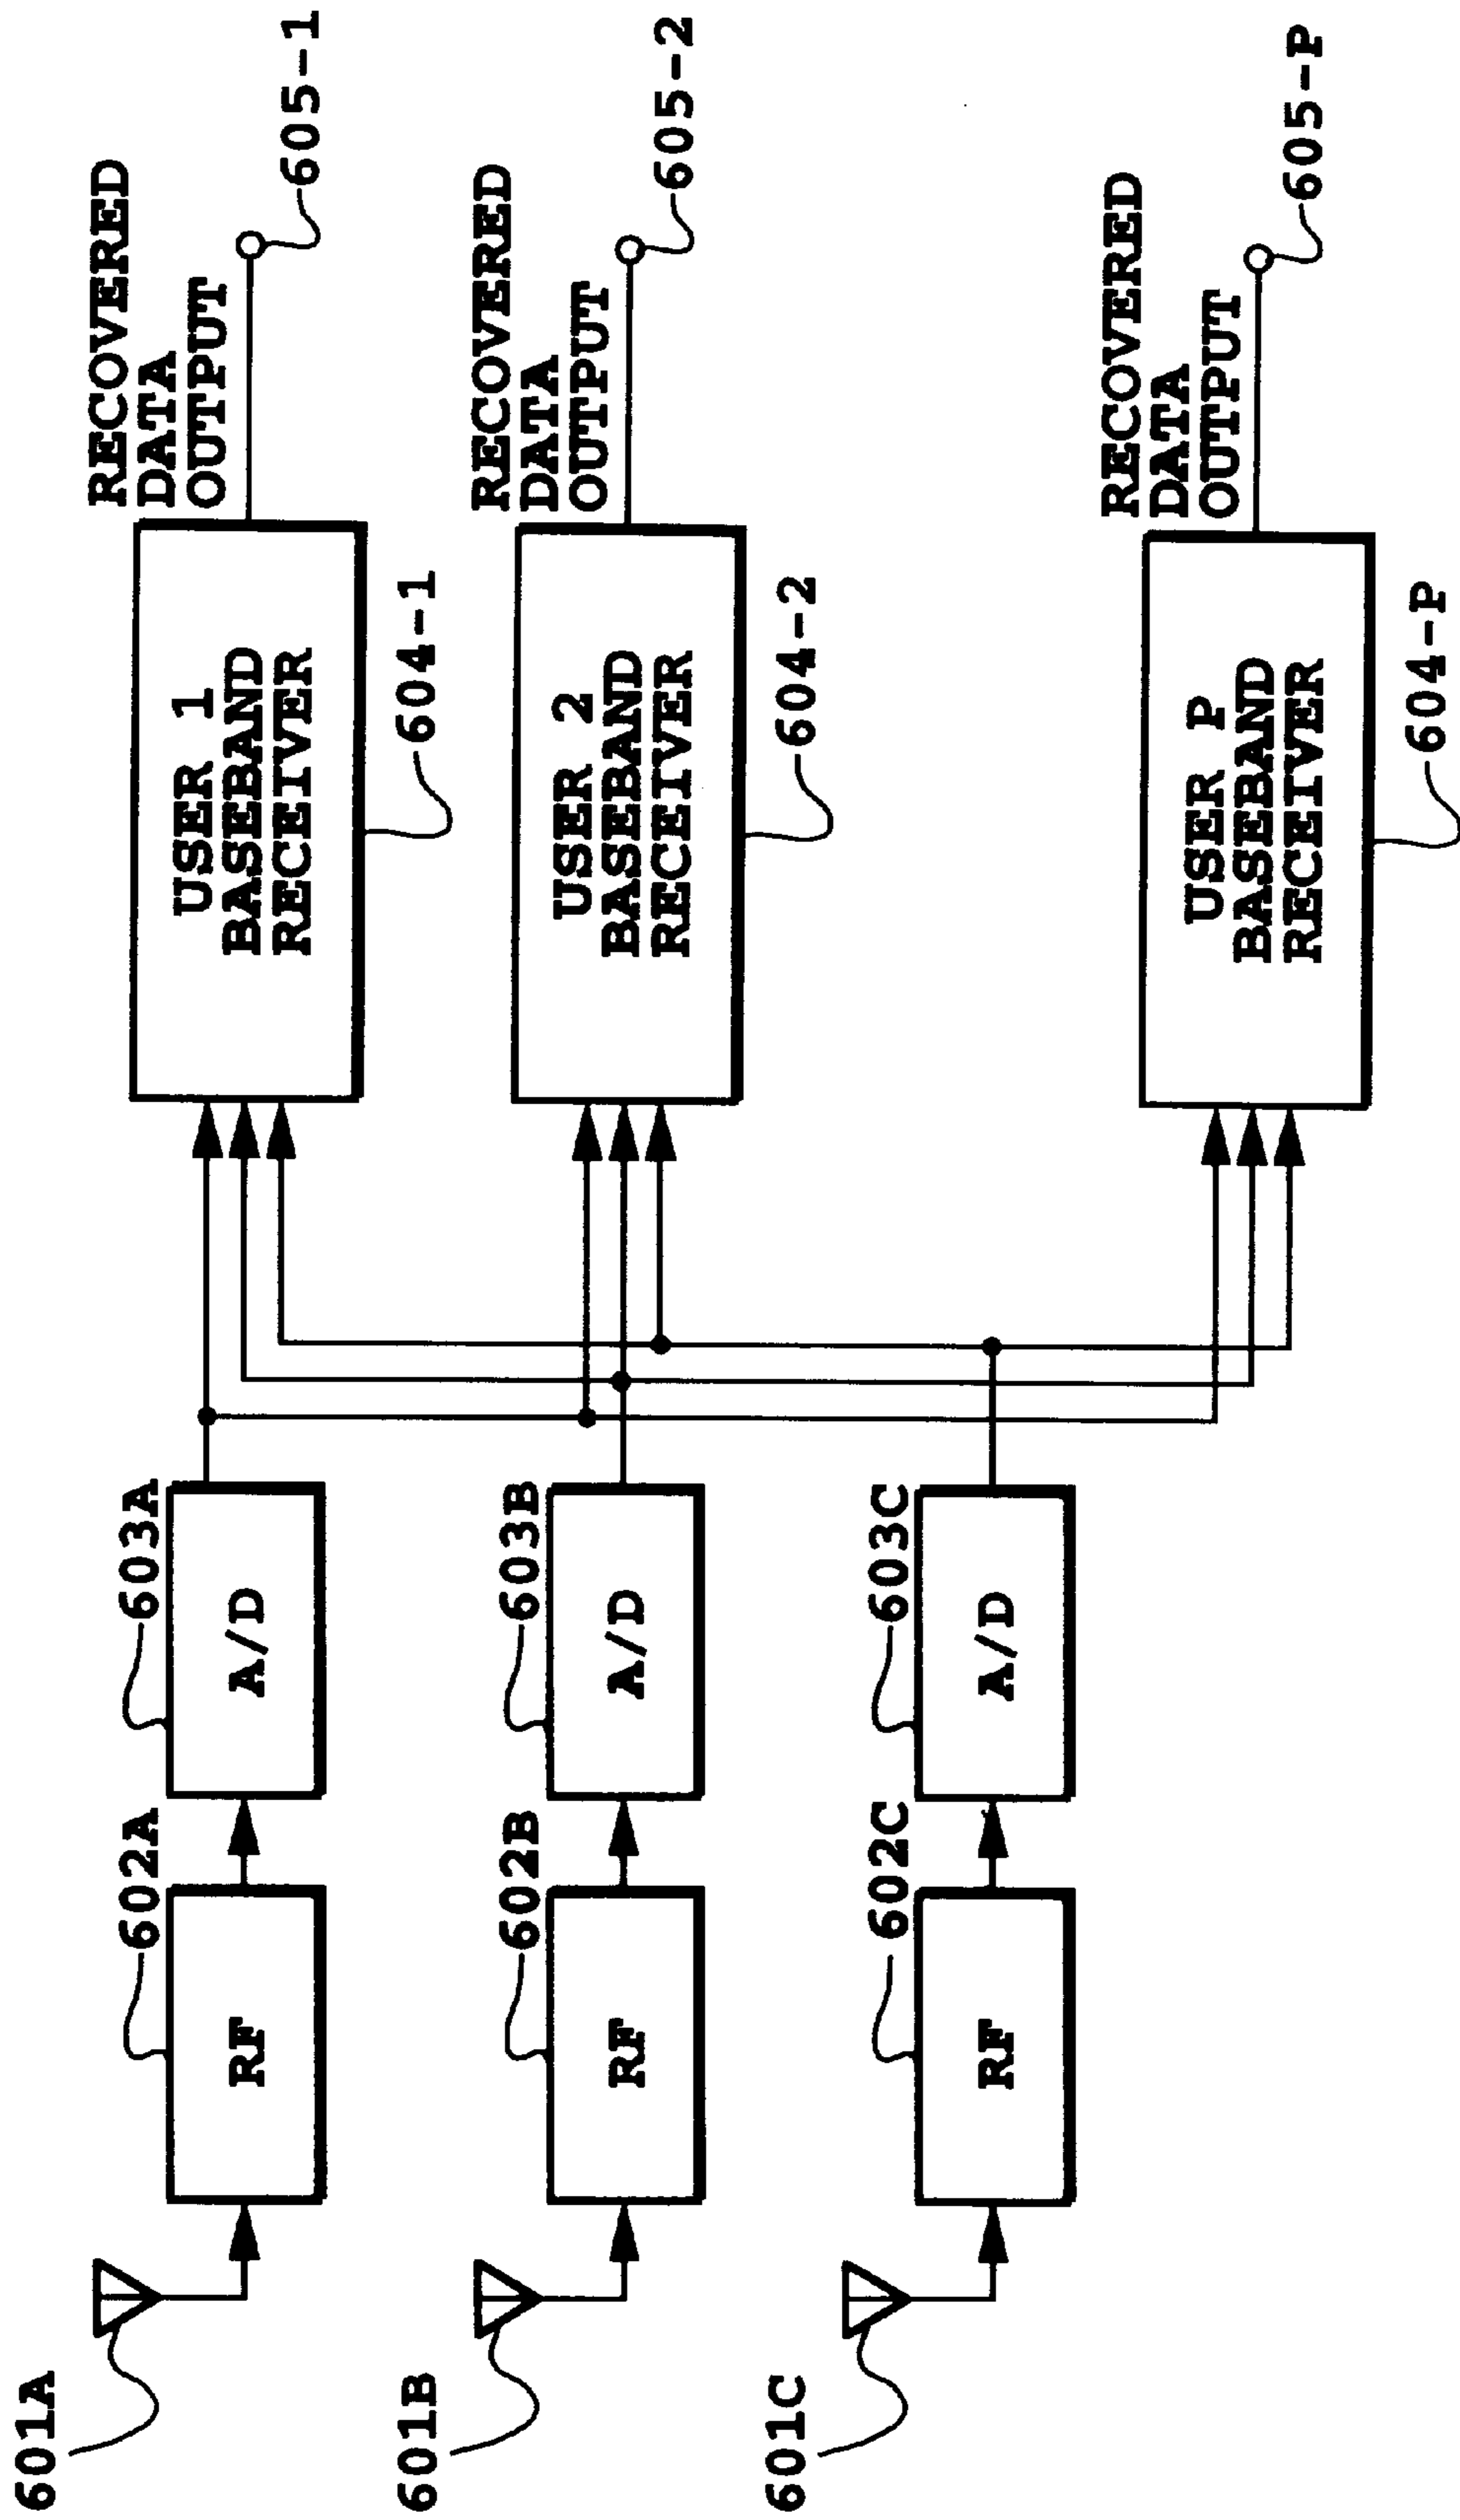 601A
602A
RF
603A
A/D
USER 1
BASEBAND
RECEIVER
604-1
RECOVERED
DATA
OUTPUT
605-1
601B
602B
RF
603B
A/D
USER 2
BASEBAND
RECEIVER
604-2
RECOVERED
DATA
OUTPUT
605-2
601C
602C
RF
603C
A/D
USER P
BASEBAND
RECEIVER
604-P
RECOVERED
DATA
OUTPUT
605-P